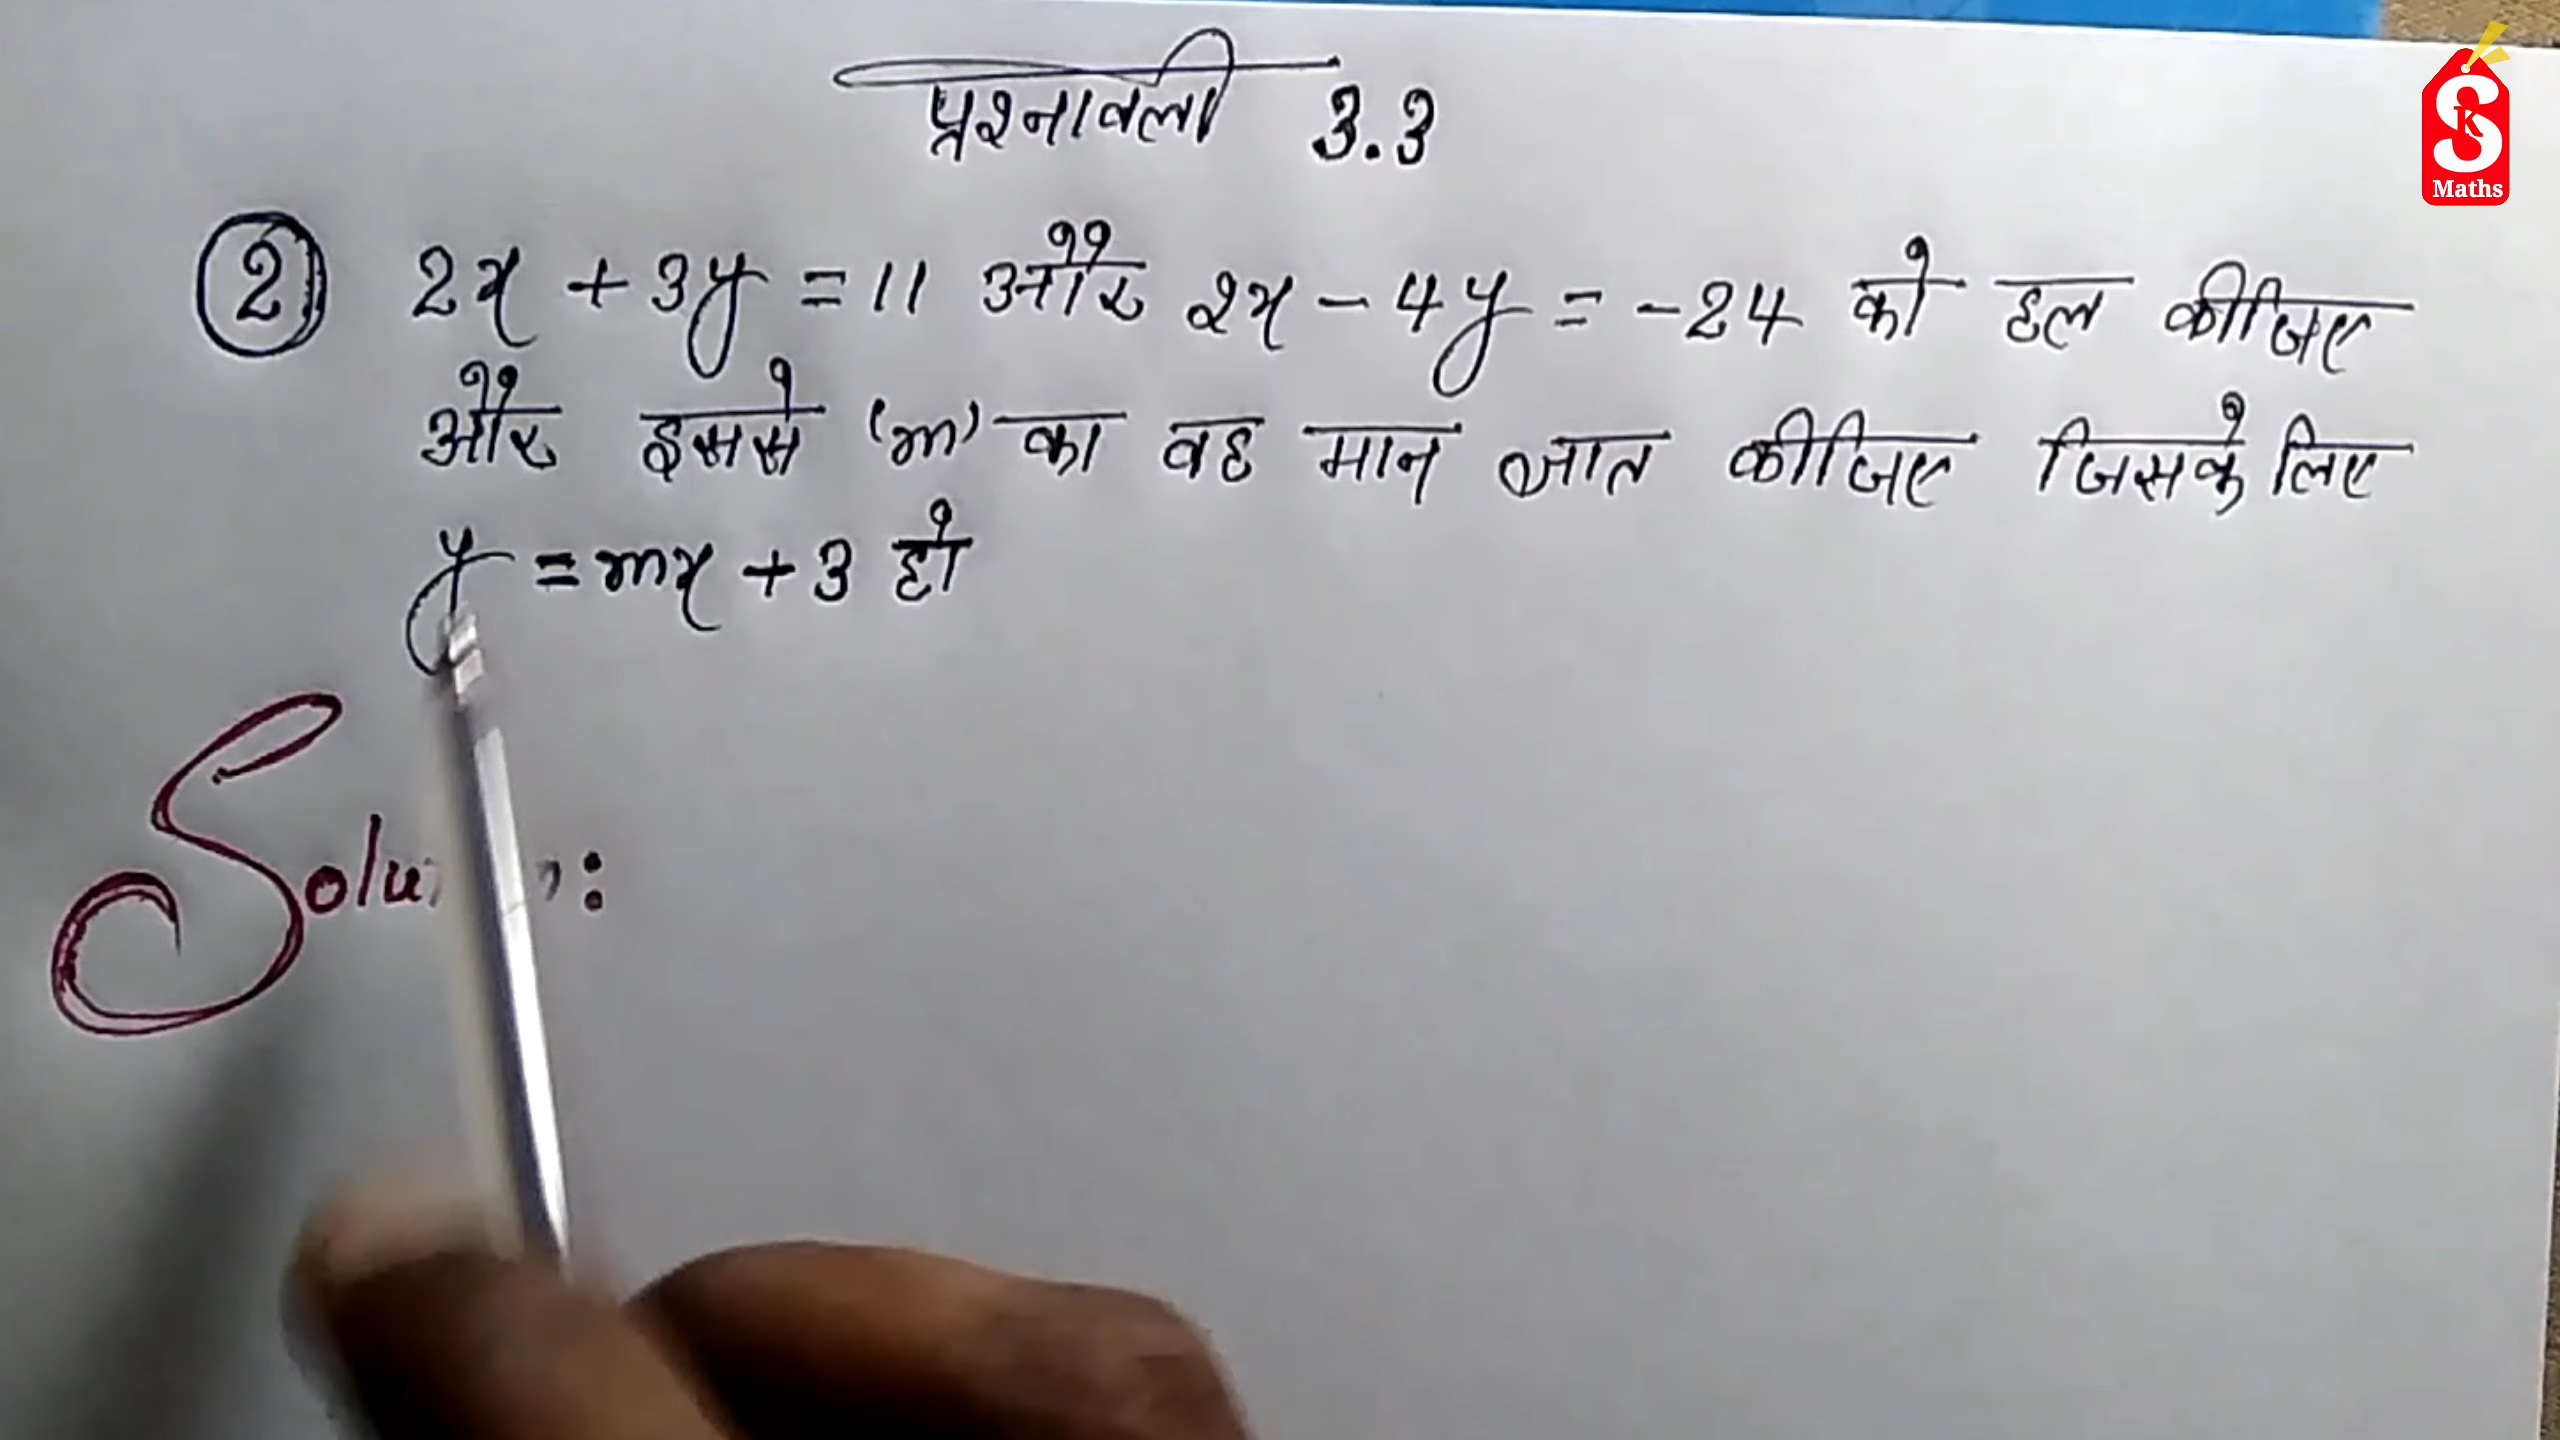 प्रश्नावली 3.3
S
K
Maths
② 2x + 3y = 11 और 2x - 4y = -24 को हल कीजिए
और इससे 'm' का वह मान ज्ञात कीजिए जिसके लिए
y = mx + 3 हो